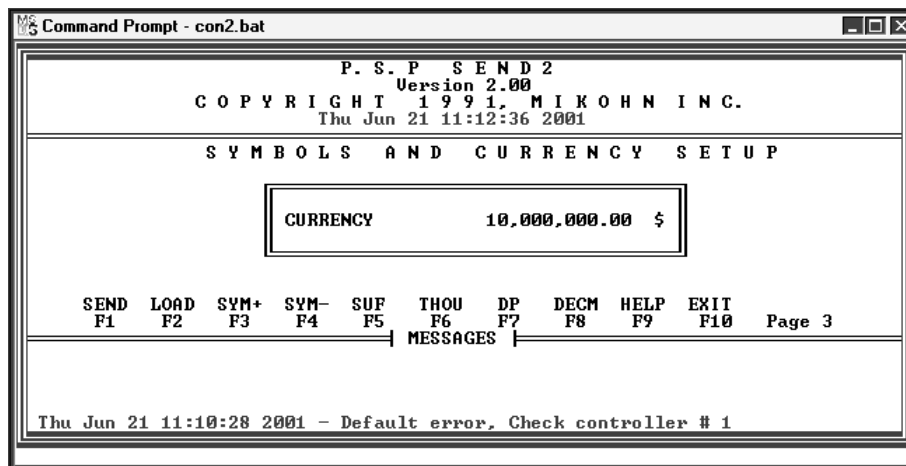 Command Prompt - con2.bat
P. S. P S E N D 2
Version 2.00
C O P Y R I G H T 1 9 9 1, M I K O H N I N C.
Thu Jun 21 11:12:36 2001
S Y M B O L S A N D C U R R E N C Y S E T U P
CURRENCY 10,000,000.00 $
SEND LOAD SYM+ SYM- SUF THOU DP DECM HELP EXIT
F1 F2 F3 F4 F5 F6 F7 F8 F9 F10 Page 3
MESSAGES
Thu Jun 21 11:10:28 2001 - Default error, Check controller # 1